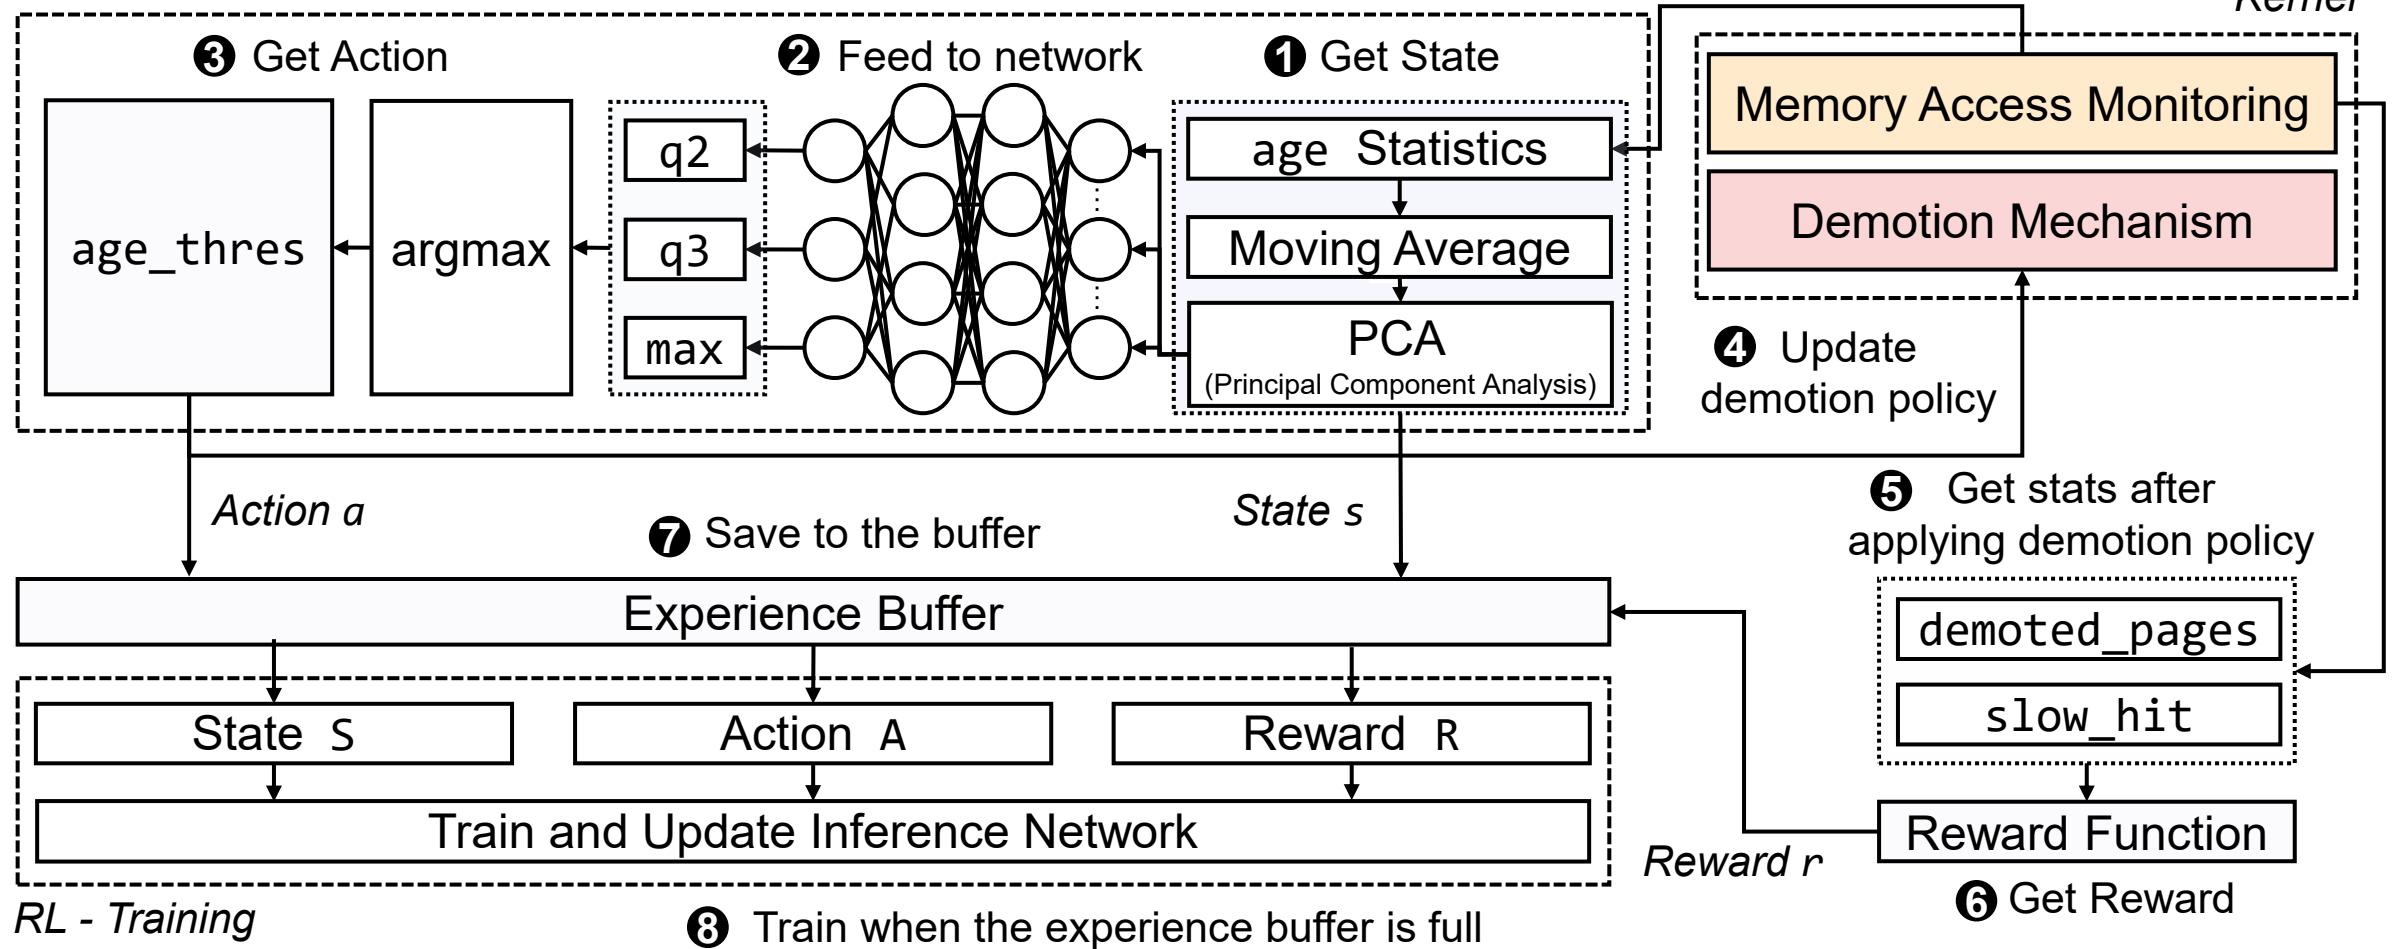 Kernel
❸ Get Action
❷ Feed to network
❶ Get State
Memory Access Monitoring
Demotion Mechanism
age_thres
argmax
q2
q3
max
age Statistics
Moving Average
PCA
(Principal Component Analysis)
❹ Update
demotion policy
Action a
❼ Save to the buffer
State s
❺ Get stats after
applying demotion policy
Experience Buffer
demoted_pages
slow_hit
State S
Action A
Reward R
Train and Update Inference Network
Reward Function
Reward r
❻ Get Reward
RL - Training
❽ Train when the experience buffer is full